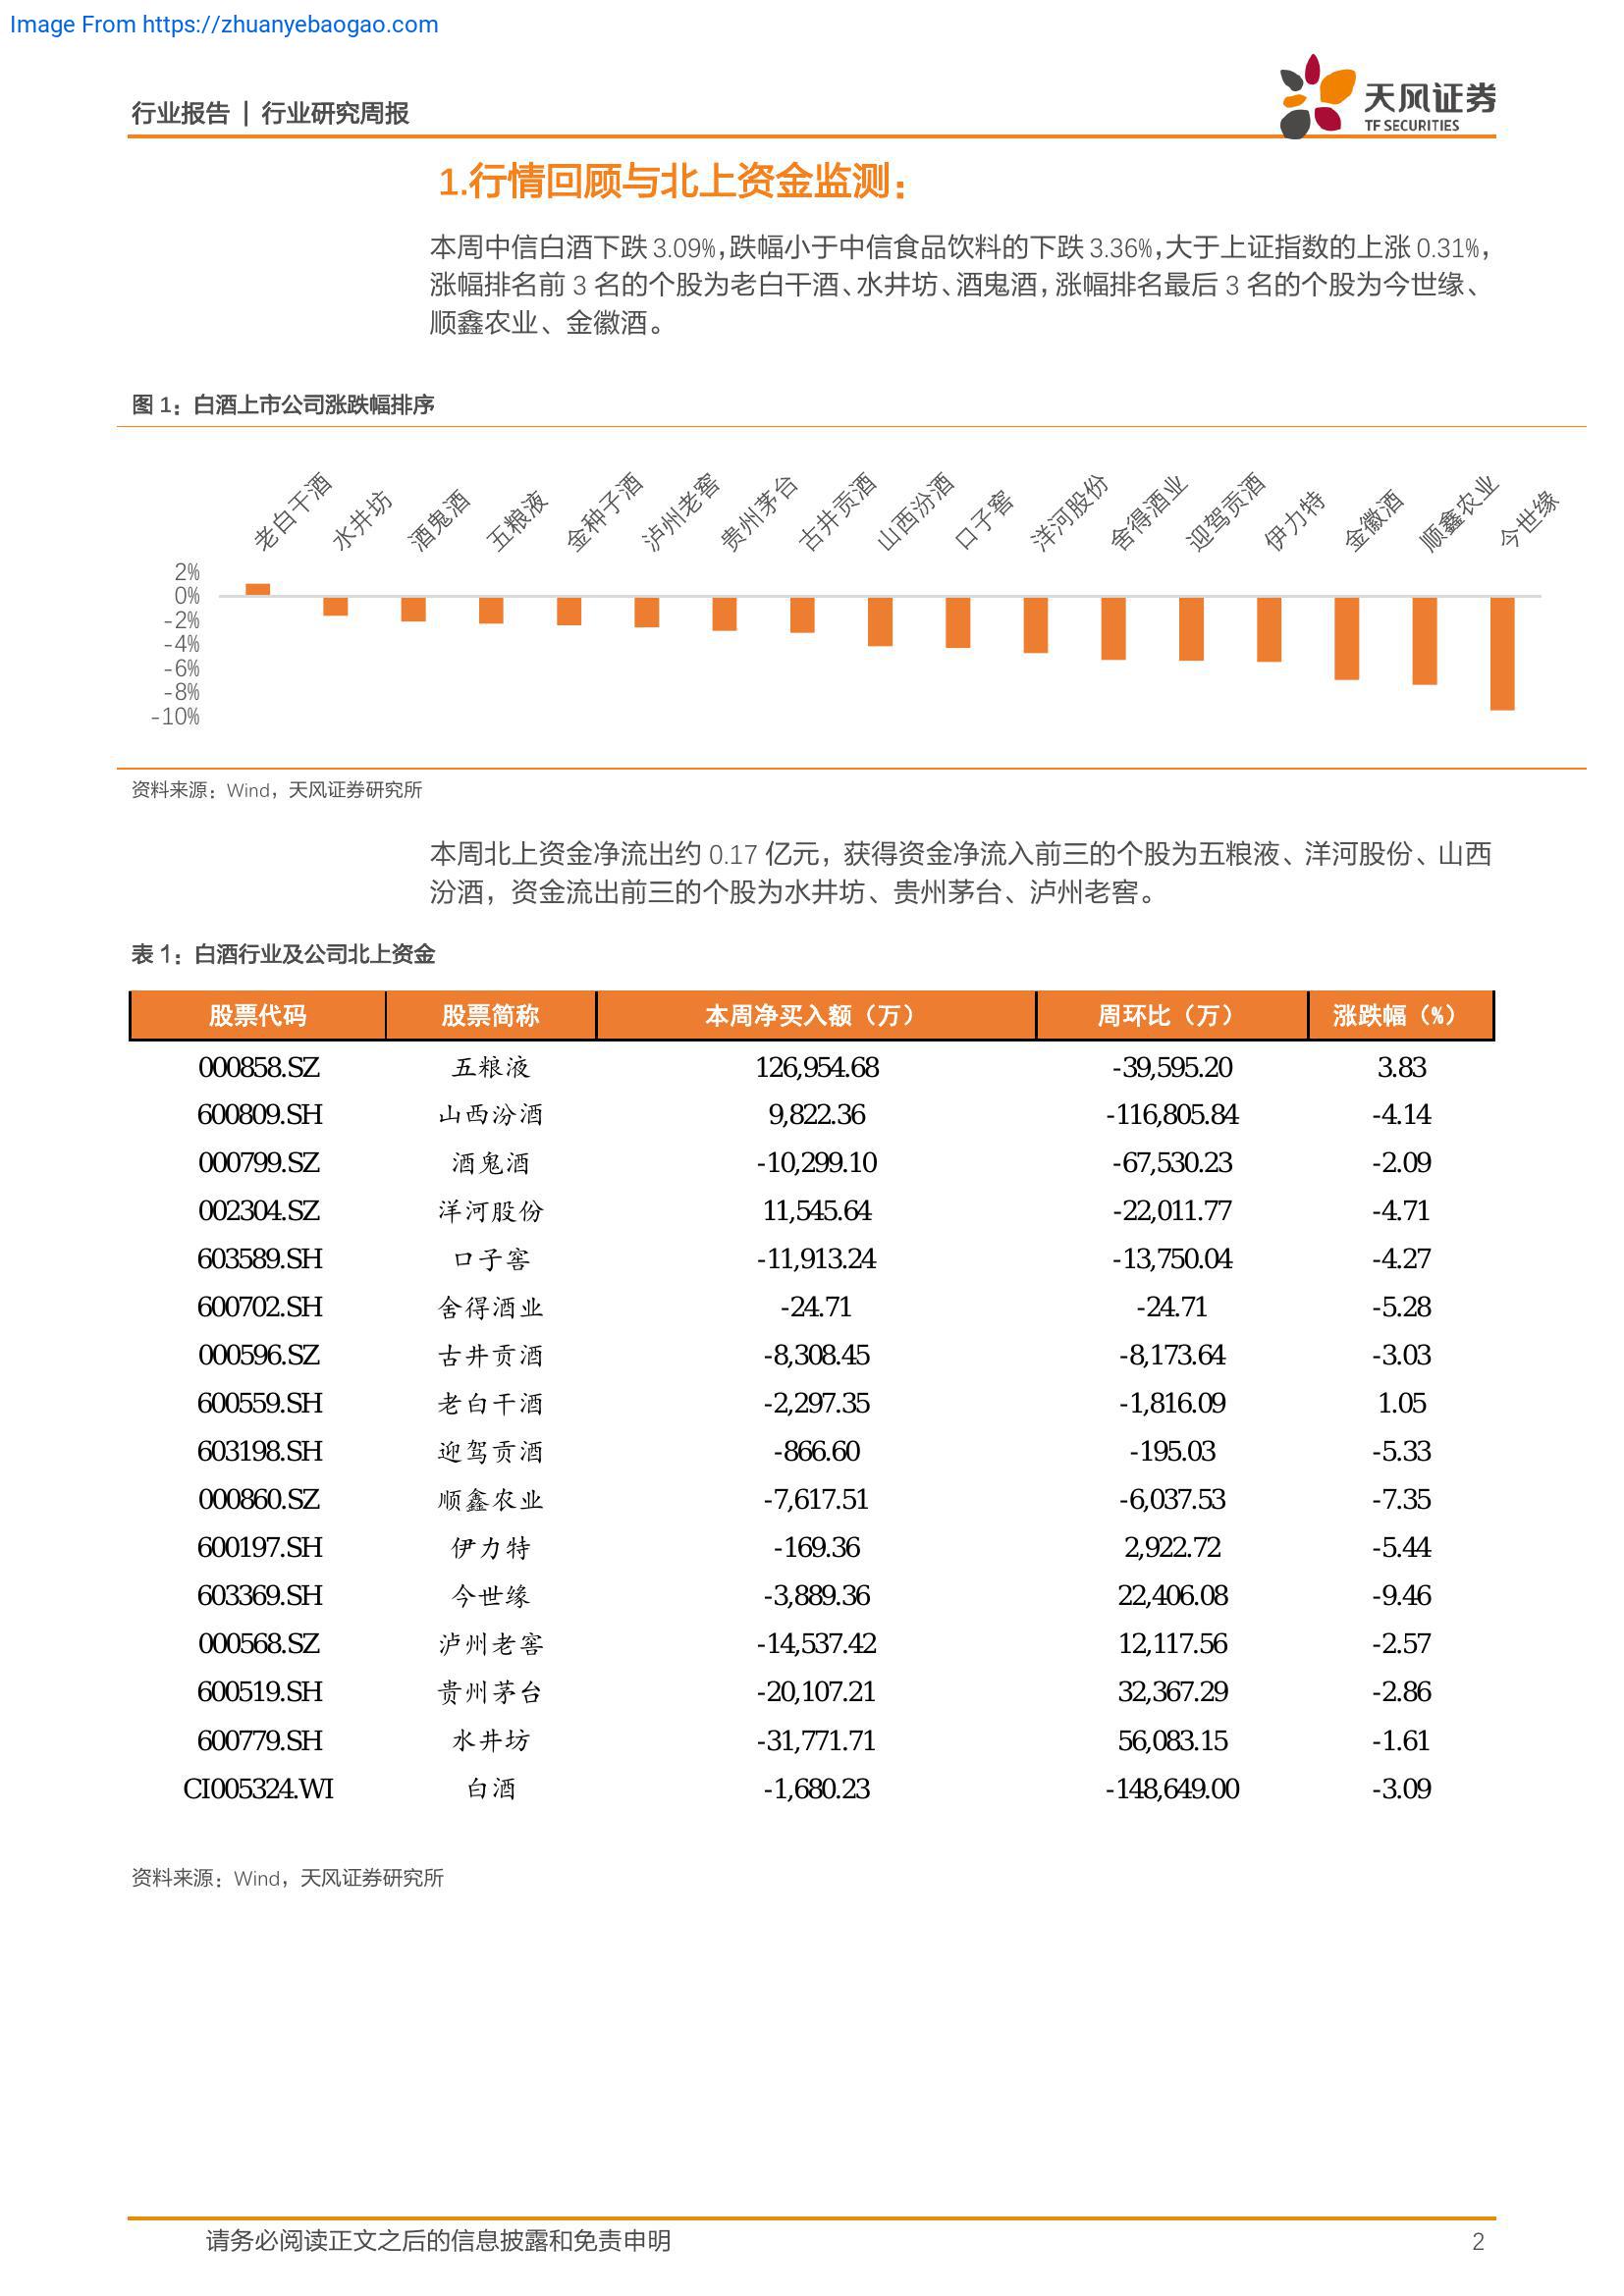 Image From https://zhuanyebaogao.com
行业报告 | 行业研究周报
天风证券
TF SECURITIES
1.行情回顾与北上资金监测：
本周中信白酒下跌 3.09%，跌幅小于中信食品饮料的下跌 3.36%，大于上证指数的上涨 0.31%，
涨幅排名前 3 名的个股为老白干酒、水井坊、酒鬼酒，涨幅排名最后 3 名的个股为今世缘、
顺鑫农业、金徽酒。
图 1：白酒上市公司涨跌幅排序
老白干酒 水井坊 酒鬼酒 五粮液 金种子酒 泸州老窖 贵州茅台 古井贡酒 山西汾酒 口子窖 洋河股份 舍得酒业 迎驾贡酒 伊力特 金徽酒 顺鑫农业 今世缘
2%
0%
-2%
-4%
-6%
-8%
-10%
资料来源：Wind，天风证券研究所
本周北上资金净流出约 0.17 亿元，获得资金净流入前三的个股为五粮液、洋河股份、山西
汾酒，资金流出前三的个股为水井坊、贵州茅台、泸州老窖。
表 1：白酒行业及公司北上资金
股票代码 股票简称 本周净买入额（万） 周环比（万） 涨跌幅（%）
000858.SZ 五粮液 126,954.68 -39,595.20 3.83
600809.SH 山西汾酒 9,822.36 -116,805.84 -4.14
000799.SZ 酒鬼酒 -10,299.10 -67,530.23 -2.09
002304.SZ 洋河股份 11,545.64 -22,011.77 -4.71
603589.SH 口子窖 -11,913.24 -13,750.04 -4.27
600702.SH 舍得酒业 -24.71 -24.71 -5.28
000596.SZ 古井贡酒 -8,308.45 -8,173.64 -3.03
600559.SH 老白干酒 -2,297.35 -1,816.09 1.05
603198.SH 迎驾贡酒 -866.60 -195.03 -5.33
000860.SZ 顺鑫农业 -7,617.51 -6,037.53 -7.35
600197.SH 伊力特 -169.36 2,922.72 -5.44
603369.SH 今世缘 -3,889.36 22,406.08 -9.46
000568.SZ 泸州老窖 -14,537.42 12,117.56 -2.57
600519.SH 贵州茅台 -20,107.21 32,367.29 -2.86
600779.SH 水井坊 -31,771.71 56,083.15 -1.61
CI005324.WI 白酒 -1,680.23 -148,649.00 -3.09
资料来源：Wind，天风证券研究所
请务必阅读正文之后的信息披露和免责申明 2